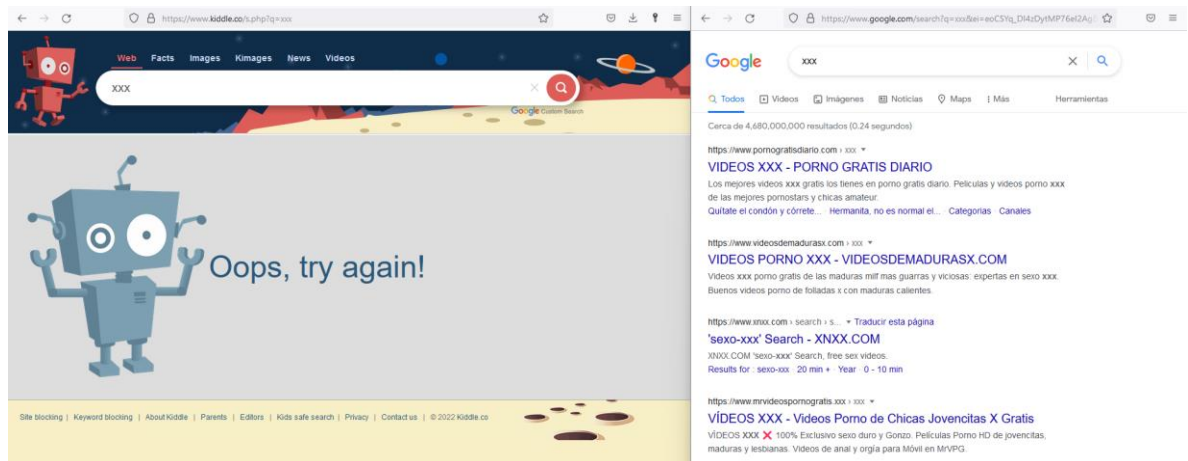 https://www.kiddle.co/s.php?q=xxx
Web Facts Images Kimages News Videos
xxx
Google Custom Search
Oops, try again!
Site blocking | Keyword blocking | About Kiddle | Parents | Editors | Kids safe search | Privacy | Contact us | © 2022 Kiddle.co
Google
xxx
Todos Videos Imágenes Noticias Maps Más Herramientas
Cerca de 4,680,000,000 resultados (0.24 segundos)
https://www.pornogratisdiario.com › xxx
VIDEOS XXX - PORNO GRATIS DIARIO
Los mejores videos xxx gratis los tienes en porno gratis diario. Peliculas y videos porno xxx
de las mejores pornostars y chicas amateur.
Quítate el condón y córrete... Hermanita, no es normal el... Categorias Canales
https://www.videosdemadurasx.com › xxx
VIDEOS PORNO XXX - VIDEOSDEMADURASX.COM
Videos xxx porno gratis de las maduras milf mas guarras y viciosas: expertas en sexo xxx.
Buenos videos porno de folladas x con maduras calientes.
https://www.xnxx.com › search › s... Traducir esta página
'sexo-xxx' Search - XNXX.COM
XNXX.COM 'sexo-xxx' Search, free sex videos.
Results for : sexo-xxx 20 min + Year 0 - 10 min
https://www.mrvideospornogratis.xxx › xxx
VÍDEOS XXX - Videos Porno de Chicas Jovencitas X Gratis
VÍDEOS XXX ❌ 100% Exclusivo sexo duro y Gonzo. Películas Porno HD de jovencitas,
maduras y lesbianas. Videos de anal y orgía para Móvil en MrVPG.